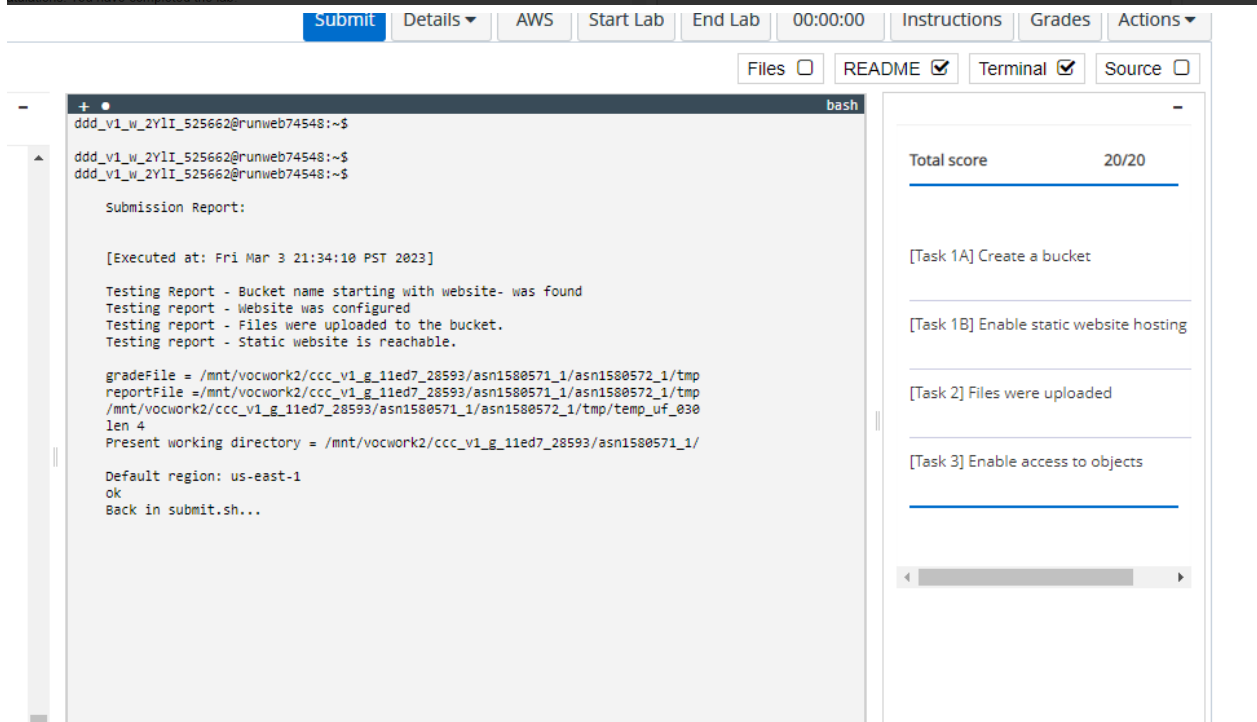 Submit Details AWS Start Lab End Lab 00:00:00 Instructions Grades Actions
Files README Terminal Source
+ bash
ddd_v1_w_2YlI_525662@runweb74548:~$
ddd_v1_w_2YlI_525662@runweb74548:~$
ddd_v1_w_2YlI_525662@runweb74548:~$
Submission Report:
[Executed at: Fri Mar 3 21:34:10 PST 2023]
Testing Report - Bucket name starting with website- was found
Testing report - Website was configured
Testing report - Files were uploaded to the bucket.
Testing report - Static website is reachable.
gradeFile = /mnt/vocwork2/ccc_v1_g_11ed7_28593/asn1580571_1/asn1580572_1/tmp
reportFile =/mnt/vocwork2/ccc_v1_g_11ed7_28593/asn1580571_1/asn1580572_1/tmp
/mnt/vocwork2/ccc_v1_g_11ed7_28593/asn1580571_1/asn1580572_1/tmp/temp_uf_030
len 4
Present working directory = /mnt/vocwork2/ccc_v1_g_11ed7_28593/asn1580571_1/
Default region: us-east-1
ok
Back in submit.sh...
Total score 20/20
[Task 1A] Create a bucket
[Task 1B] Enable static website hosting
[Task 2] Files were uploaded
[Task 3] Enable access to objects